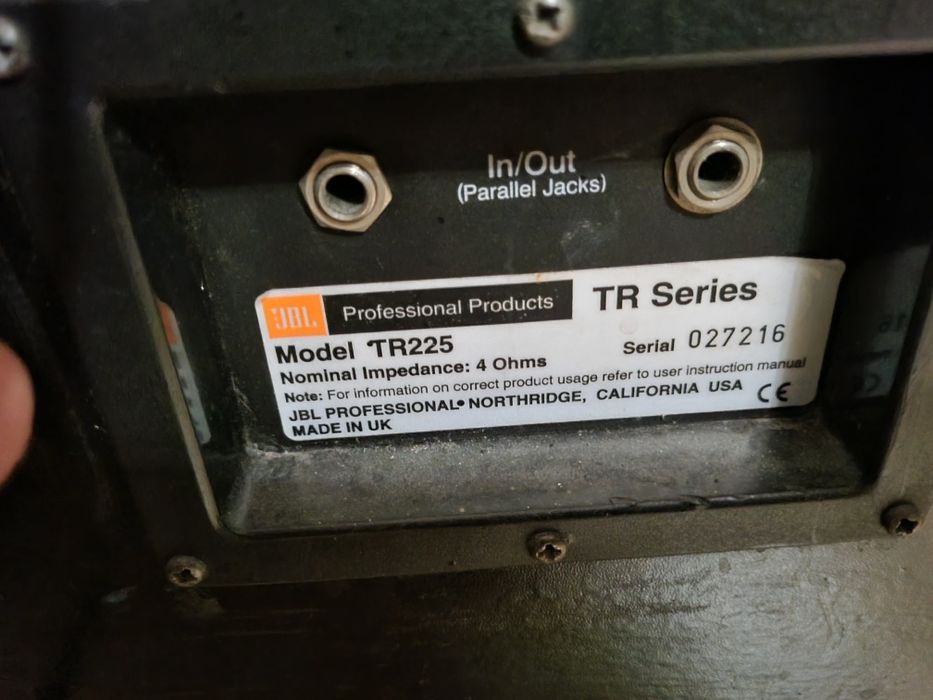 In/Out
(Parallel Jacks)
JBL Professional Products TR Series
Model TR225
Serial 027216
Nominal Impedance: 4 Ohms
Note: For information on correct product usage refer to user instruction manual
JBL PROFESSIONAL® NORTHRIDGE, CALIFORNIA USA
MADE IN UK
CE